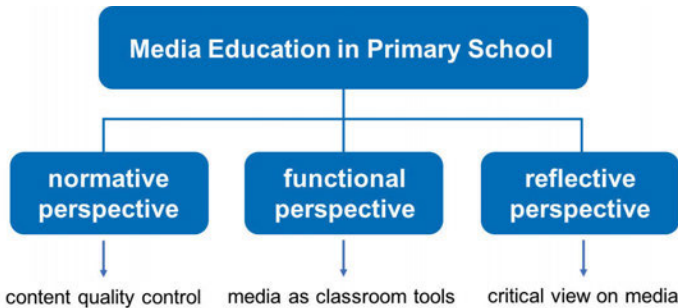 Media Education in Primary School
normative
perspective
functional
perspective
reflective
perspective
content quality control
media as classroom tools
critical view on media